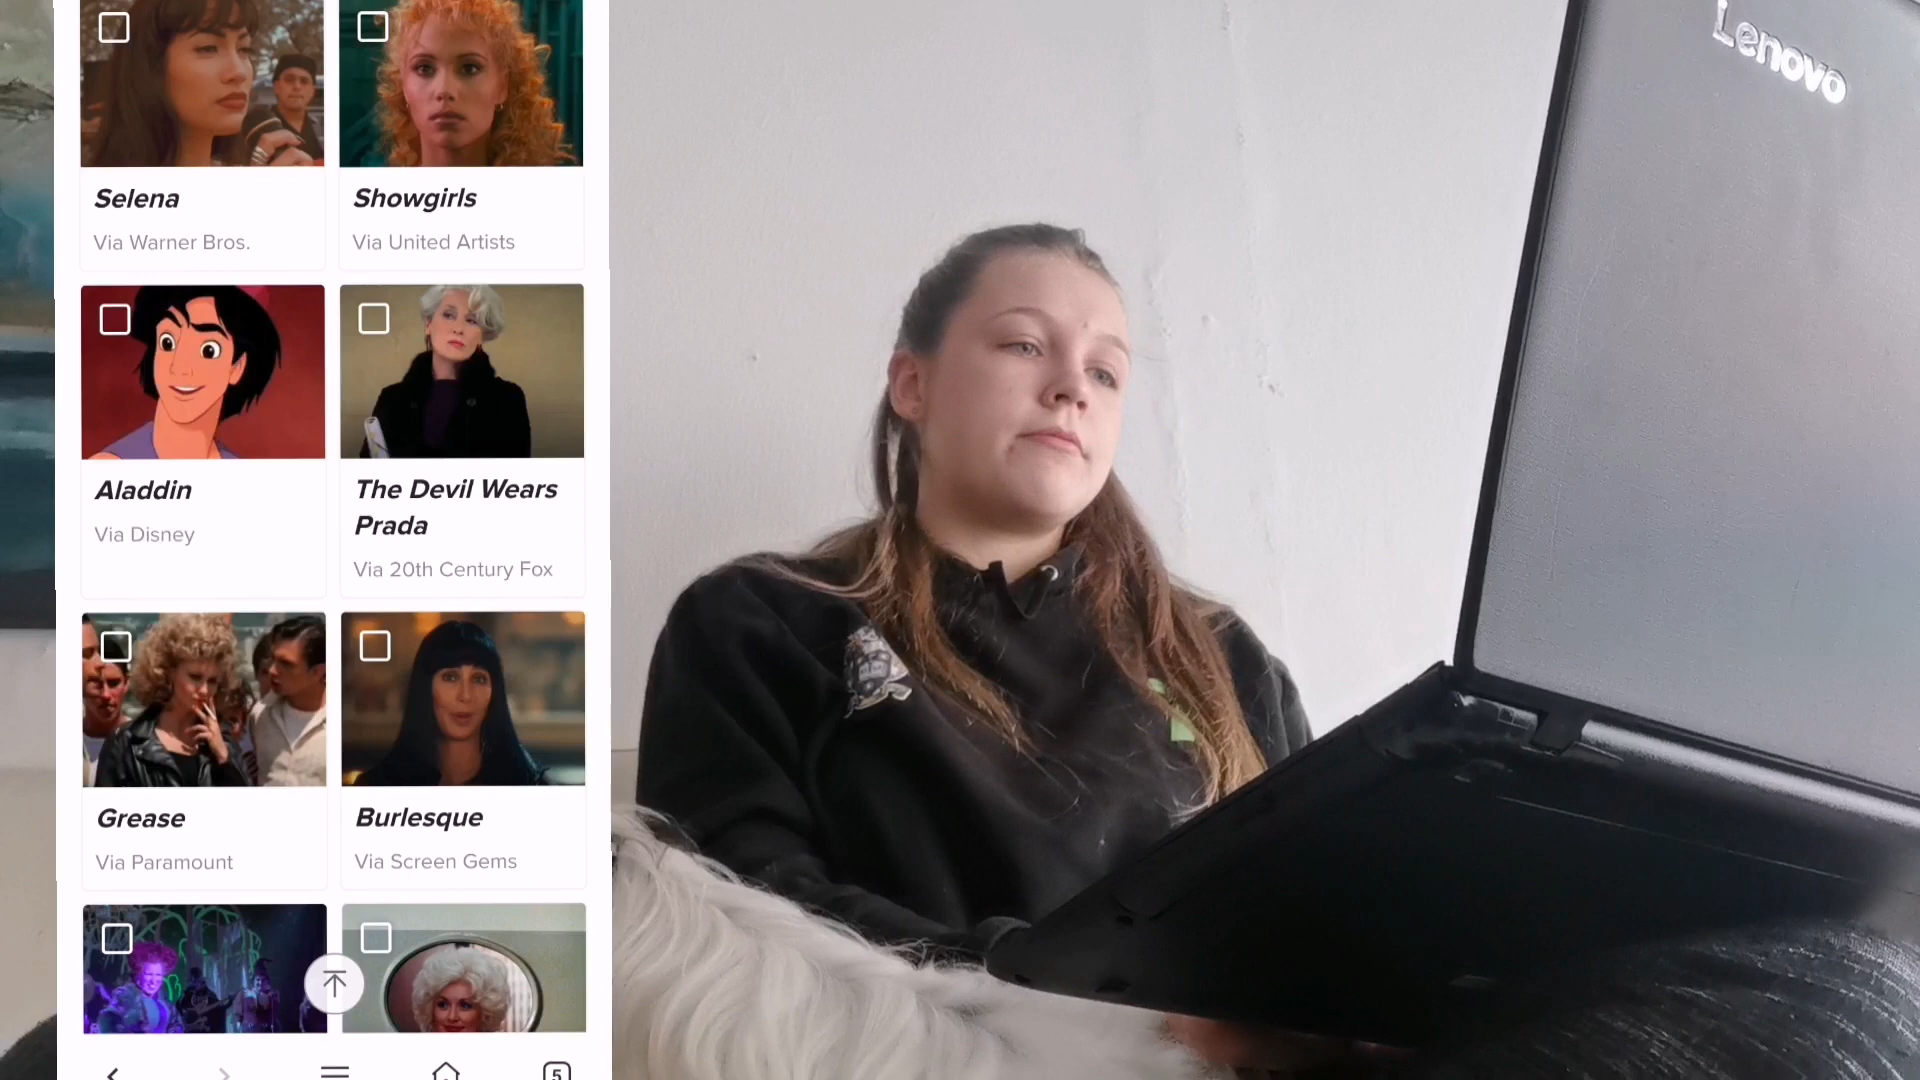 Lenovo
Selena
Via Warner Bros.
Showgirls
Via United Artists
Aladdin
Via Disney
The Devil Wears
Prada
Via 20th Century Fox
Grease
Via Paramount
Burlesque
Via Screen Gems
5